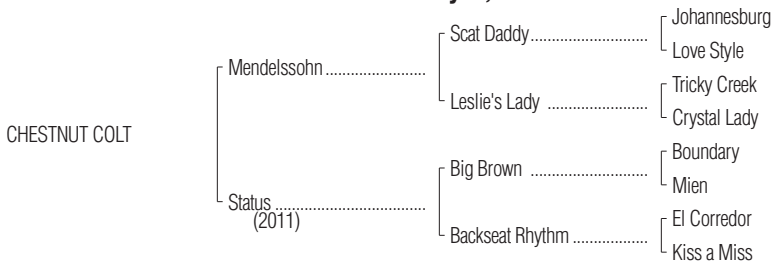 Johannesburg
Scat Daddy
Love Style
Mendelssohn
Tricky Creek
Leslie's Lady
Crystal Lady
CHESTNUT COLT
Boundary
Big Brown
Mien
Status
(2011)
El Corredor
Backseat Rhythm
Kiss a Miss